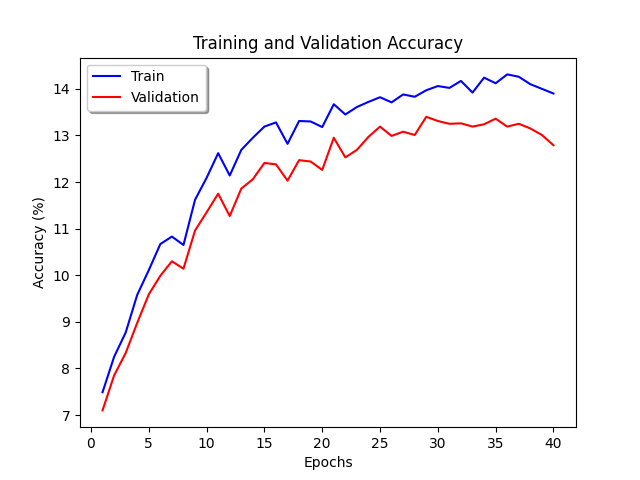 Training and Validation Accuracy
Train
Validation
14
13
12
11
10
9
8
7
Accuracy (%)
0 5 10 15 20 25 30 35 40
Epochs